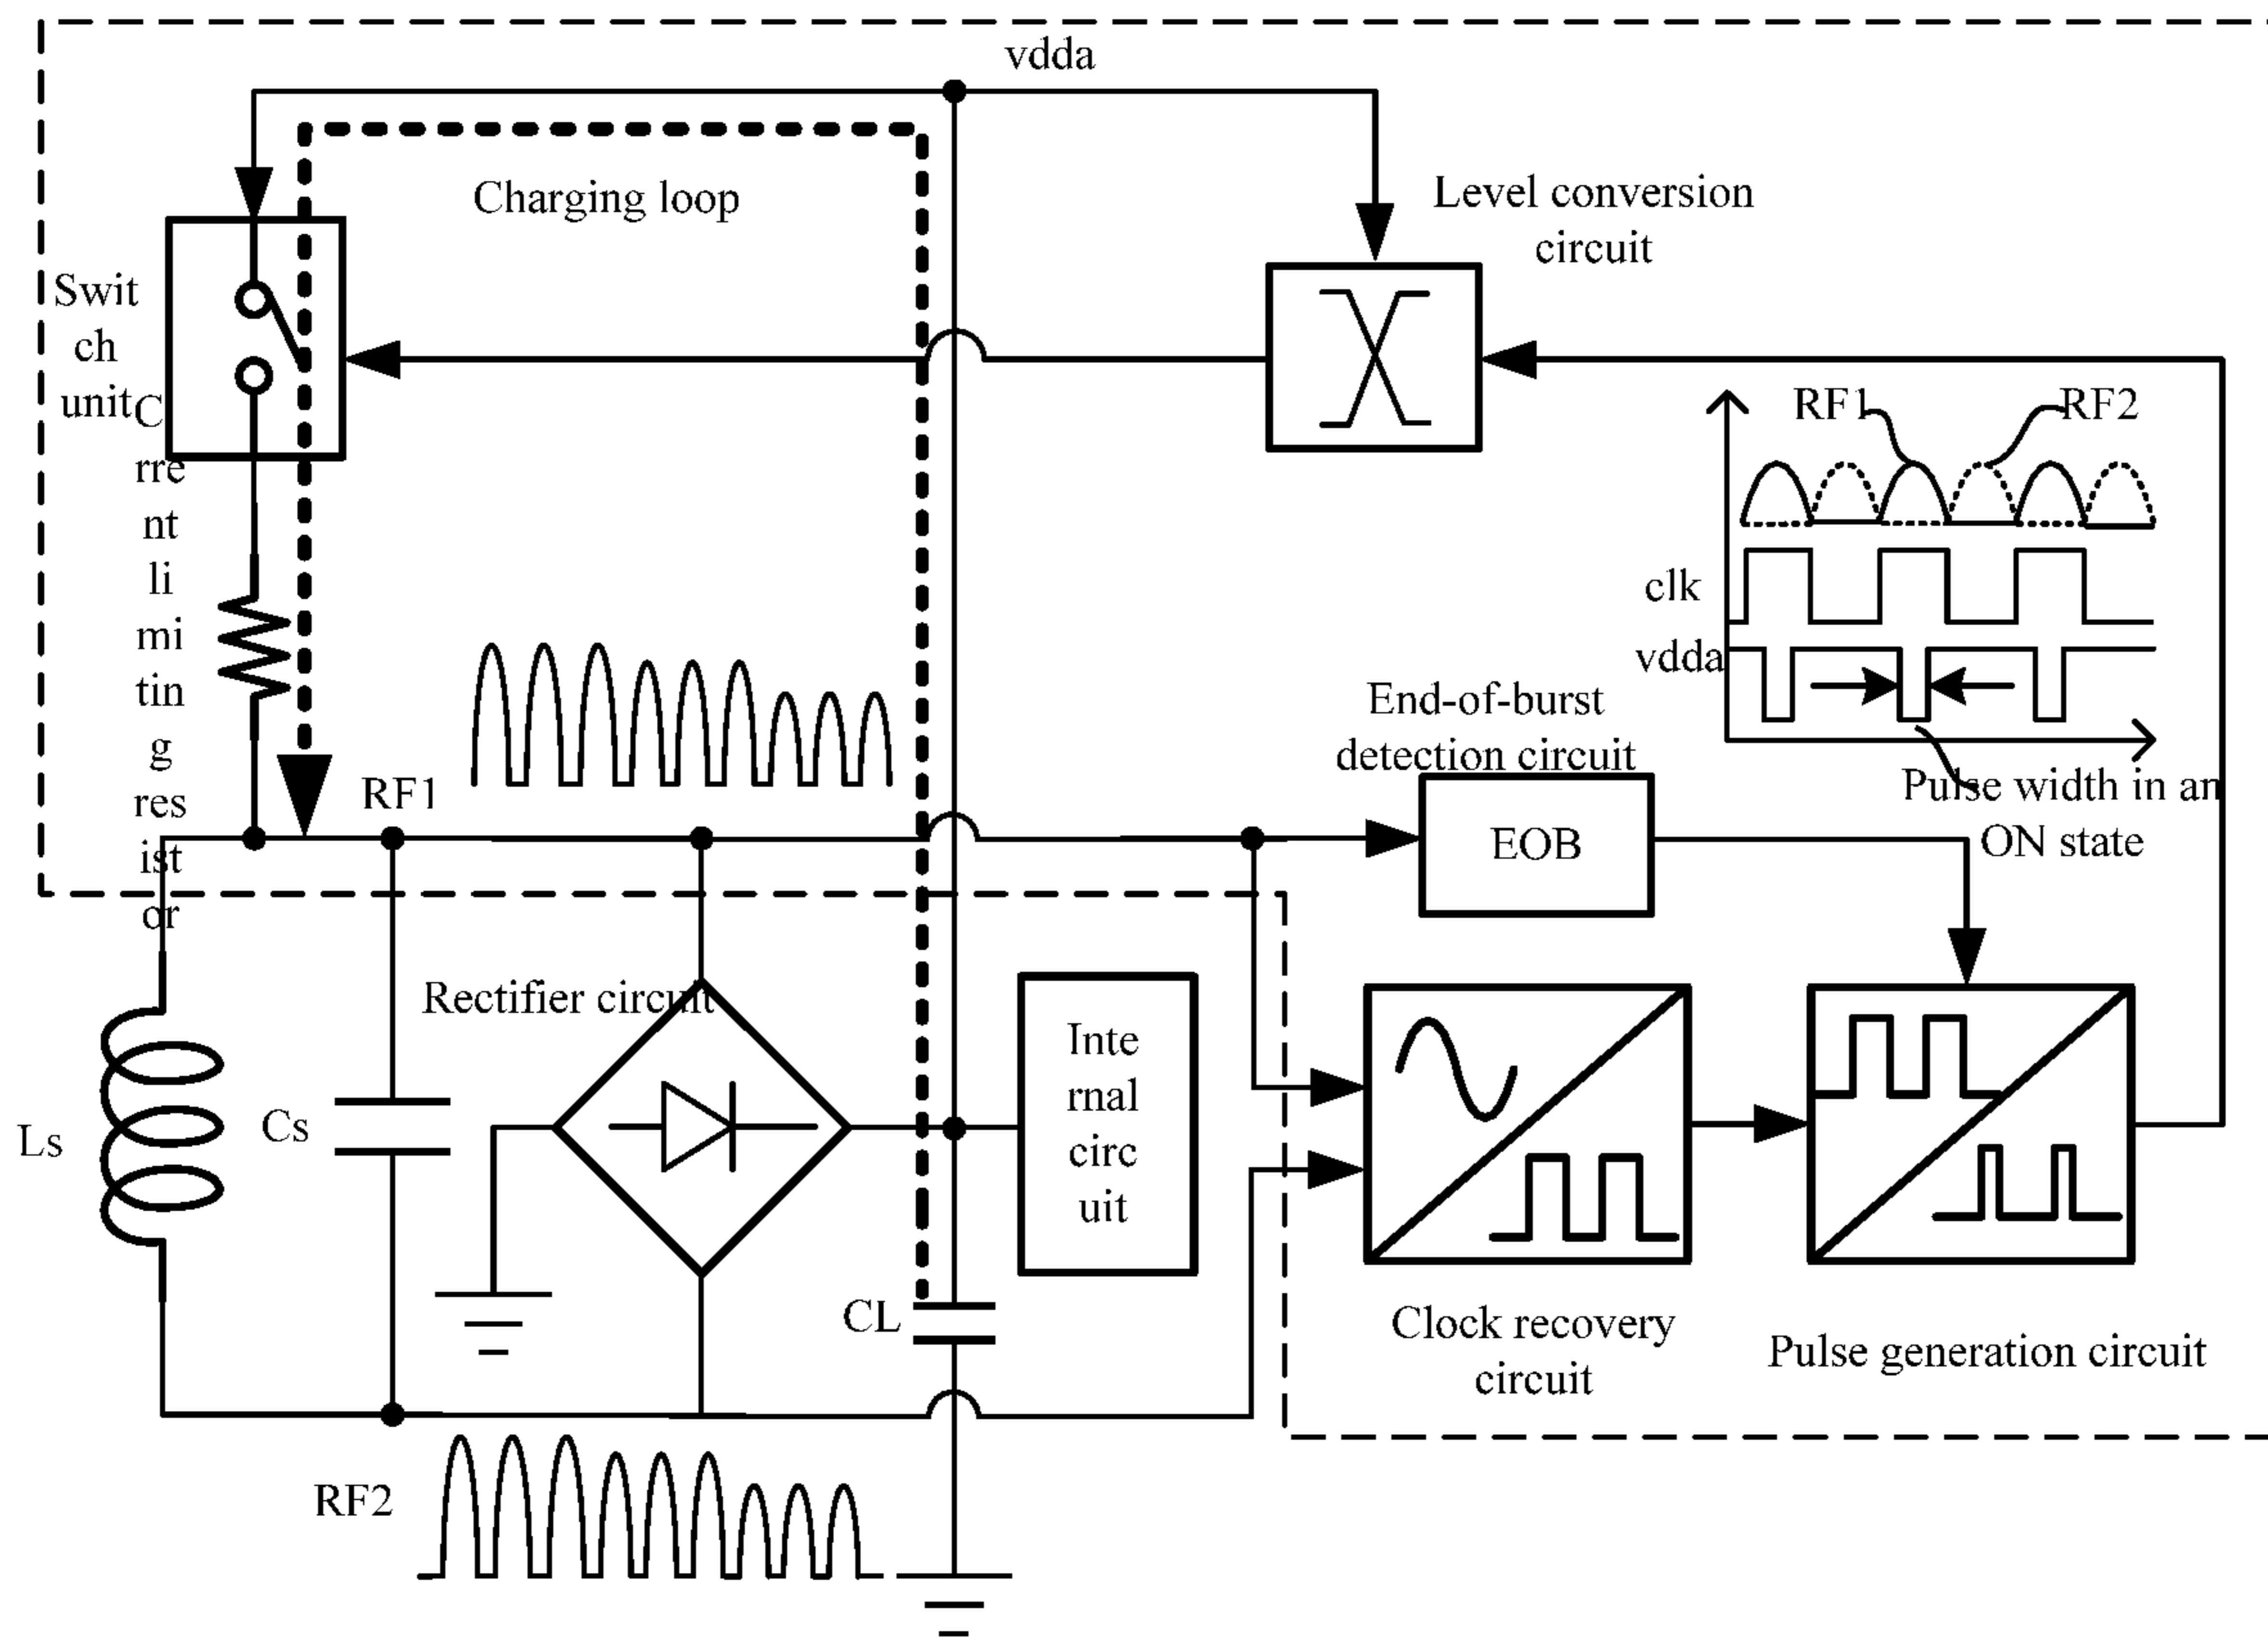 vdda
Charging loop
Level conversion
circuit
Swit
ch
unit
C
rre
nt
li
mi
tin
g
res
ist
or
RF1
RF2
clk
vdda
Pulse width in an
ON state
End-of-burst
detection circuit
RF1
EOB
Rectifier circuit
Inte
rnal
circ
uit
Ls
Cs
CL
Clock recovery
circuit
Pulse generation circuit
RF2